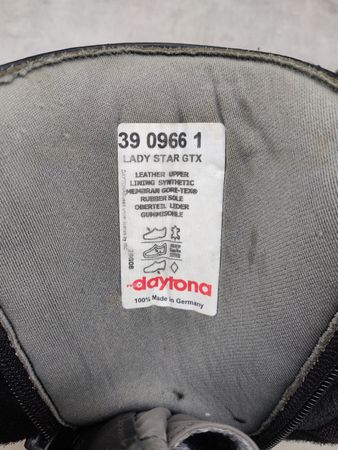 39 0966 1
LADY STAR GTX
LEATHER UPPER
LINING SYNTHETIC
MEMBRAN GORE-TEX®
RUBBER SOLE
OBERTEIL LEDER
GUMMISOHLE
daytona
100% Made in Germany